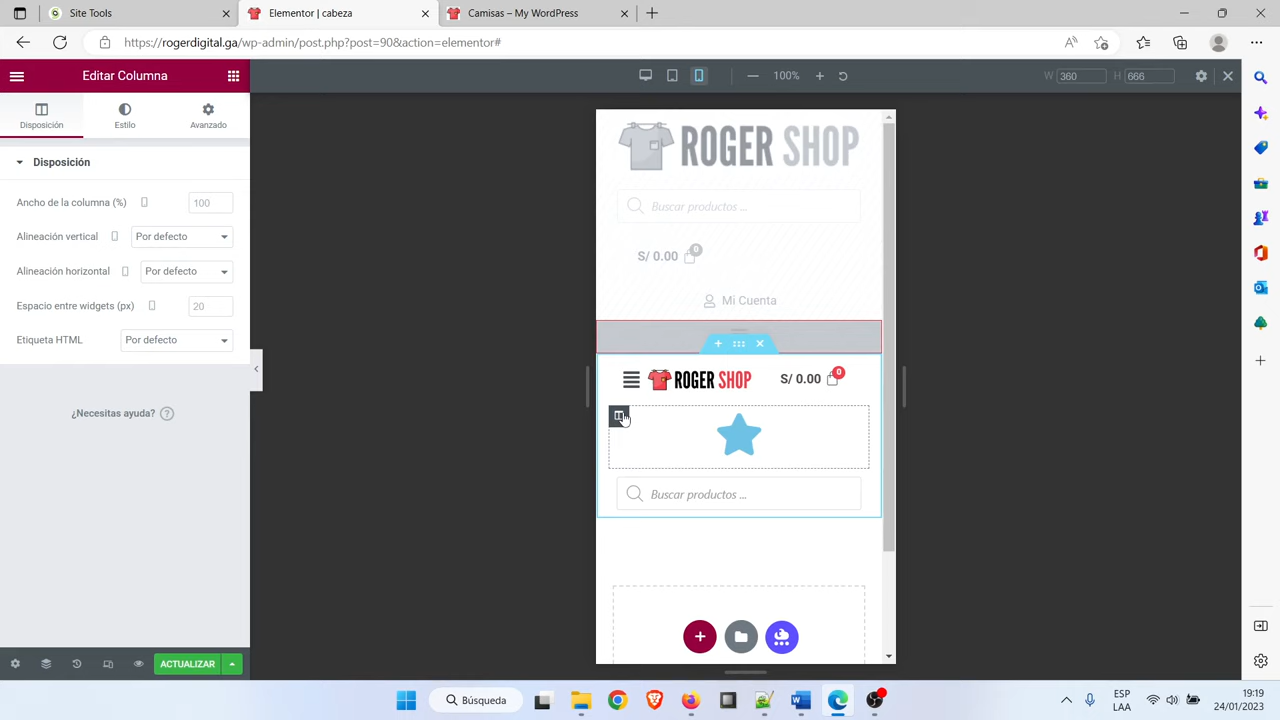 Site Tools
Elementor | cabeza
Camisas – My WordPress
https://rogerdigital.ga/wp-admin/post.php?post=90&action=elementor#
Editar Columna
100%
W 360
H 666
Disposición
Estilo
Avanzado
Disposición
Ancho de la columna (%)
100
Alineación vertical
Por defecto
Alineación horizontal
Por defecto
Espacio entre widgets (px)
20
Etiqueta HTML
Por defecto
¿Necesitas ayuda?
ROGER SHOP
Buscar productos ...
S/ 0.00
0
Mi Cuenta
ROGER SHOP
S/ 0.00
0
Buscar productos ...
ACTUALIZAR
Búsqueda
ESP
LAA
19:19
24/01/2023